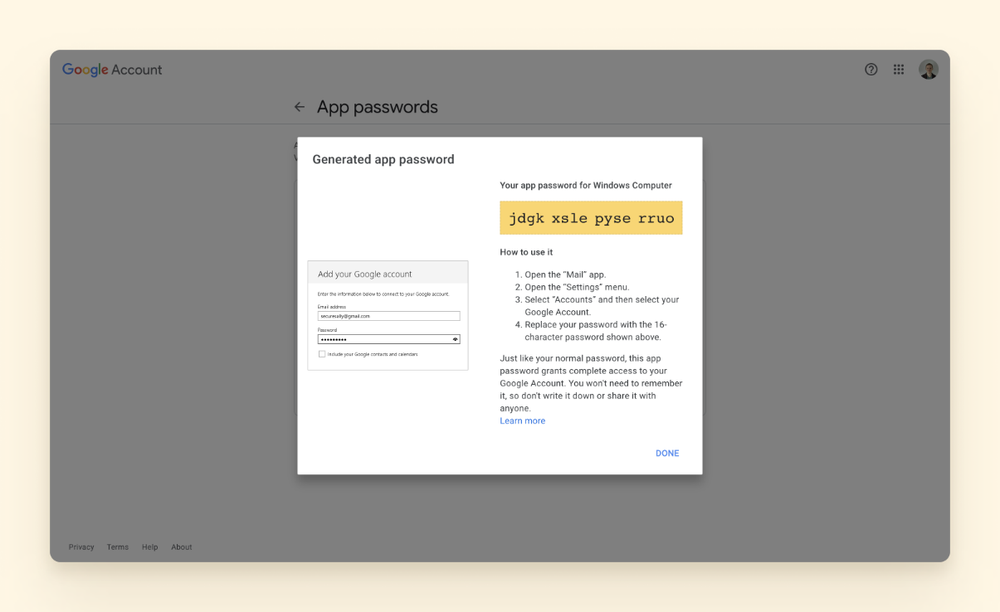 Google Account
App passwords
A
V
Generated app password
Your app password for Windows Computer
jdgk xsle pyse rruo
How to use it
1. Open the “Mail” app.
2. Open the “Settings” menu.
3. Select “Accounts” and then select your
Google Account.
4. Replace your password with the 16-
character password shown above.
Just like your normal password, this app
password grants complete access to your
Google Account. You won't need to remember
it, so don't write it down or share it with
anyone.
Learn more
DONE
Add your Google account
Enter the information below to connect to your Google account.
Email address
securesally@gmail.com
Password
•••••••••
Include your Google contacts and calendars
Privacy Terms Help About